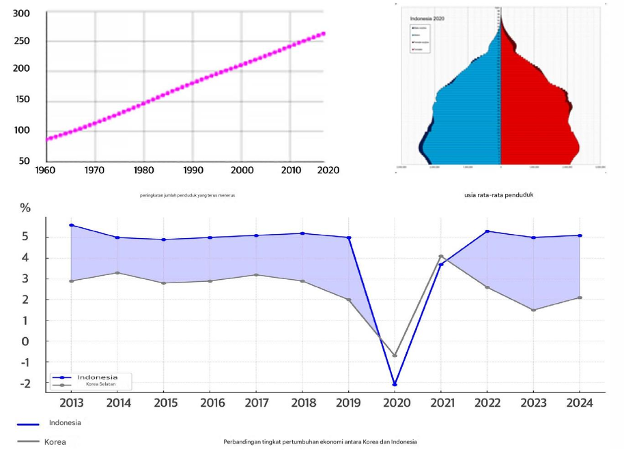 300
250
200
150
100
50
1960 1970 1980 1990 2000 2010 2020
peningkatan jumlah penduduk yang terus menerus
Indonesia 2020
usia rata-rata penduduk
%
5
4
3
2
1
0
-1
-2
Indonesia
Korea Selatan
2013 2014 2015 2016 2017 2018 2019 2020 2021 2022 2023 2024
Indonesia
Korea
Perbandingan tingkat pertumbuhan ekonomi antara Korea dan Indonesia